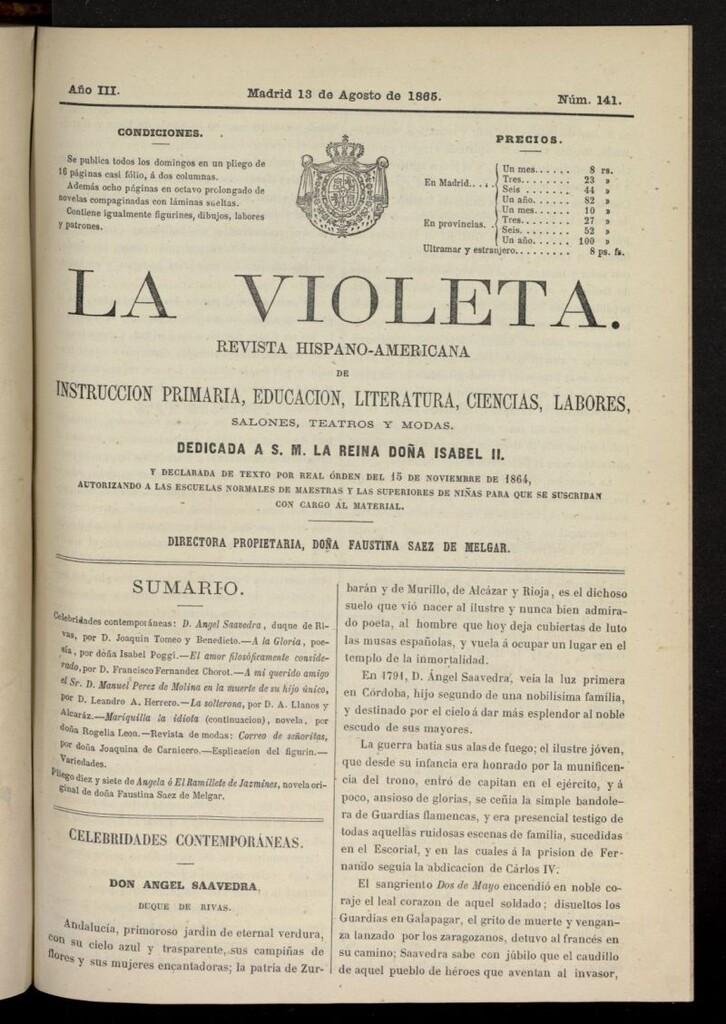 Año III.
Madrid 13 de Agosto de 1865.
Núm. 141.
CONDICIONES.
Se publica todos los domingos en un pliego de
16 páginas casi fólio, á dos columnas.
Además ocho páginas en octavo prolongado de
novelas compaginadas con láminas sueltas.
Contiene igualmente figurines, dibujos, labores
y patrones.
PRECIOS.
En Madrid....
Un mes...... 8 rs.
Tres........ 23 »
Seis ....... 44 »
Un año...... 82 »
En provincias.
Un mes...... 10 »
Tres........ 27 »
Seis........ 52 »
Un año...... 100 »
Ultramar y estranjero......... 8 ps. fs.
LA VIOLETA.
REVISTA HISPANO-AMERICANA
DE
INSTRUCCION PRIMARIA, EDUCACION, LITERATURA, CIENCIAS, LABORES,
SALONES, TEATROS Y MODAS.
DEDICADA A S. M. LA REINA DOÑA ISABEL II.
Y DECLARADA DE TEXTO POR REAL ÓRDEN DEL 15 DE NOVIEMBRE DE 1864,
AUTORIZANDO A LAS ESCUELAS NORMALES DE MAESTRAS Y LAS SUPERIORES DE NIÑAS PARA QUE SE SUSCRIBAN
CON CARGO AL MATERIAL.
DIRECTORA PROPIETARIA, DOÑA FAUSTINA SAEZ DE MELGAR.
SUMARIO.
Celebridades contemporáneas: D. Angel Saavedra, duque de Ri-
vas, por D. Joaquin Tomeo y Benedicto.—A la Gloria, poe-
sía, por doña Isabel Poggi.—El amor filosóficamente conside-
rado, por D. Francisco Fernandez Chorot.—A mi querido amigo
el Sr. D. Manuel Perez de Molina en la muerte de su hijo único,
por D. Leandro A. Herrero.—La solterona, por D. A. Llanos y
Alcaráz.—Mariquilla la idiota (continuacion), novela, por
doña Rogelia Leon.—Revista de modas: Correo de señoritas,
por doña Joaquina de Carnicero.—Esplicacion del figurin.—
Variedades.
Pliego diez y siete de Angela ó El Ramillete de Jazmines, novela ori-
ginal de doña Faustina Saez de Melgar.
CELEBRIDADES CONTEMPORÁNEAS.
DON ANGEL SAAVEDRA,
DUQUE DE RIVAS.
Andalucía, primoroso jardin de eternal verdura,
con su cielo azul y trasparente, sus campiñas de
flores y sus mujeres encantadoras; la patria de Zur-
barán y de Murillo, de Alcázar y Rioja, es el dichoso
suelo que vió nacer al ilustre y nunca bien admira-
do poeta, al hombre que hoy deja cubiertas de luto
las musas españolas, y vuela á ocupar un lugar en el
templo de la inmortalidad.
En 1791, D. Ángel Saavedra, veia la luz primera
en Córdoba, hijo segundo de una nobilísima familia,
y destinado por el cielo á dar más esplendor al noble
escudo de sus mayores.
La guerra batia sus alas de fuego; el ilustre jóven,
que desde su infancia era honrado por la munificen-
cia del trono, entró de capitan en el ejército, y á
poco, ansioso de glorias, se ceñia la simple bandole-
ra de Guardias flamencas, y era presencial testigo de
todas aquellas ruidosas escenas de familia, sucedidas
en el Escorial, y en las cuales á la prision de Fer-
nando seguia la abdicacion de Cárlos IV.
El sangriento Dos de Mayo encendió en noble co-
raje el leal corazon de aquel soldado; disueltos los
Guardias en Galapagar, el grito de muerte y vengan-
za lanzado por los zaragozanos, detuvo al francés en
su camino; Saavedra sabe con júbilo que el caudillo
de aquel pueblo de héroes que aventan al invasor,